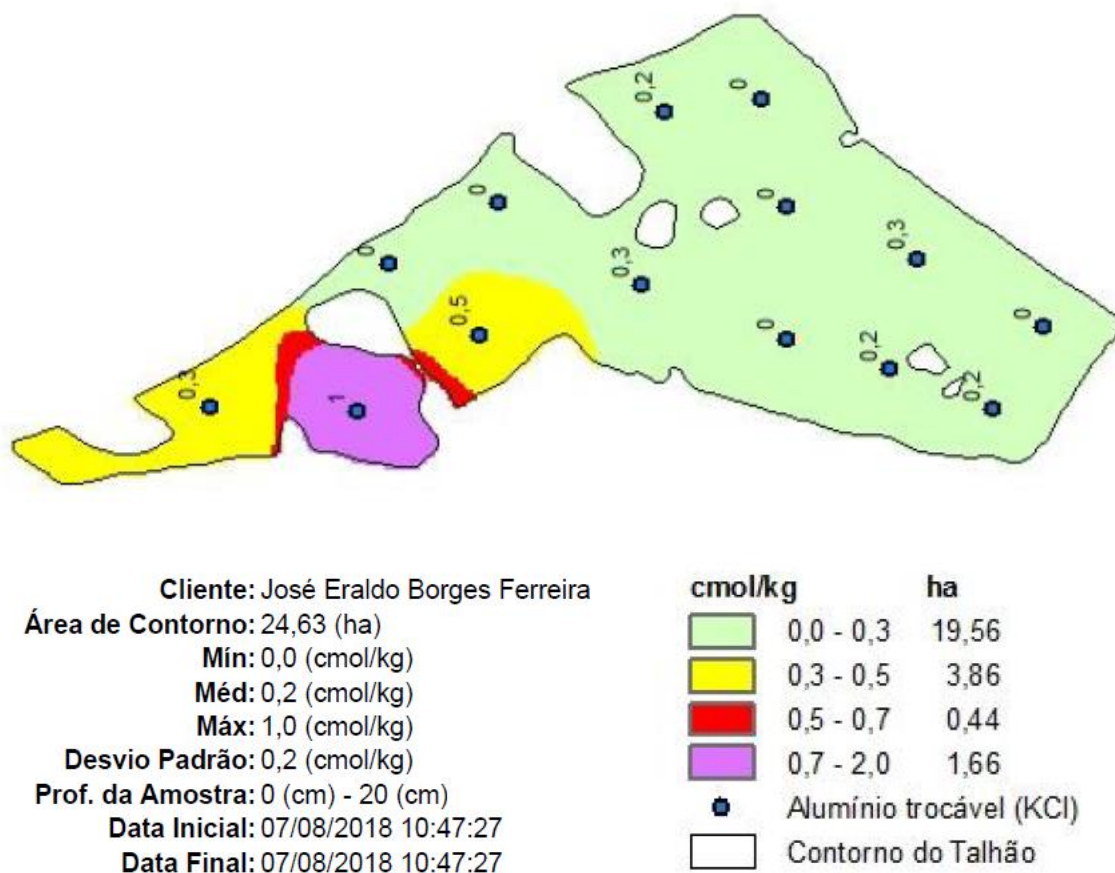 0,2
0
0
0
0,3
0
0,3
0,5
0
0
0,2
0,3
1
0,2
Cliente: José Eraldo Borges Ferreira
Área de Contorno: 24,63 (ha)
Mín: 0,0 (cmol/kg)
Méd: 0,2 (cmol/kg)
Máx: 1,0 (cmol/kg)
Desvio Padrão: 0,2 (cmol/kg)
Prof. da Amostra: 0 (cm) - 20 (cm)
Data Inicial: 07/08/2018 10:47:27
Data Final: 07/08/2018 10:47:27
cmol/kg ha
0,0 - 0,3 19,56
0,3 - 0,5 3,86
0,5 - 0,7 0,44
0,7 - 2,0 1,66
Alumínio trocável (KCl)
Contorno do Talhão